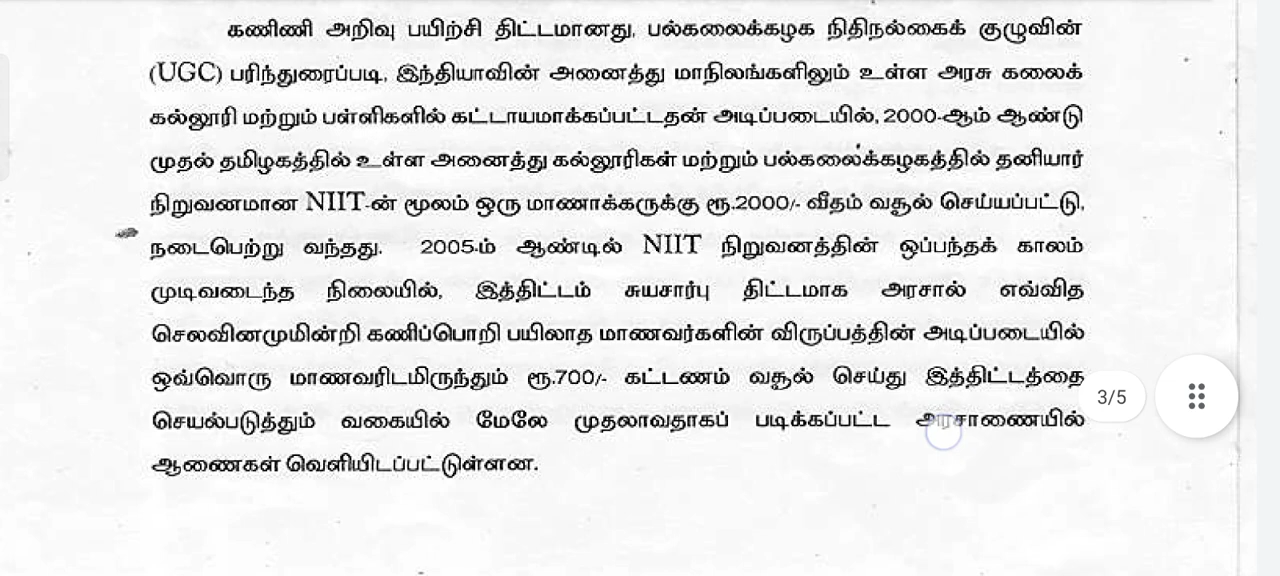 கணிணி அறிவு பயிற்சி திட்டமானது, பல்கலைக்கழக நிதிநல்கைக் குழுவின்
(UGC) பரிந்துரைப்படி, இந்தியாவின் அனைத்து மாநிலங்களிலும் உள்ள அரசு கலைக்
கல்லூரி மற்றும் பள்ளிகளில் கட்டாயமாக்கப்பட்டதன் அடிப்படையில், 2000-ஆம் ஆண்டு
முதல் தமிழகத்தில் உள்ள அனைத்து கல்லூரிகள் மற்றும் பல்கலைக்கழகத்தில் தனியார்
நிறுவனமான NIIT-ன் மூலம் ஒரு மாணாக்கருக்கு ரூ.2000/- வீதம் வசூல் செய்யப்பட்டு,
நடைபெற்று வந்தது. 2005-ம் ஆண்டில் NIIT நிறுவனத்தின் ஒப்பந்தக் காலம்
முடிவடைந்த நிலையில், இத்திட்டம் சுயசார்பு திட்டமாக அரசால் எவ்வித
செலவினமுமின்றி கணிப்பொறி பயிலாத மாணவர்களின் விருப்பத்தின் அடிப்படையில்
ஒவ்வொரு மாணவரிடமிருந்தும் ரூ.700/- கட்டணம் வசூல் செய்து இத்திட்டத்தை
3/5
செயல்படுத்தும் வகையில் மேலே முதலாவதாகப் படிக்கப்பட்ட அரசாணையில்
ஆணைகள் வெளியிடப்பட்டுள்ளன.